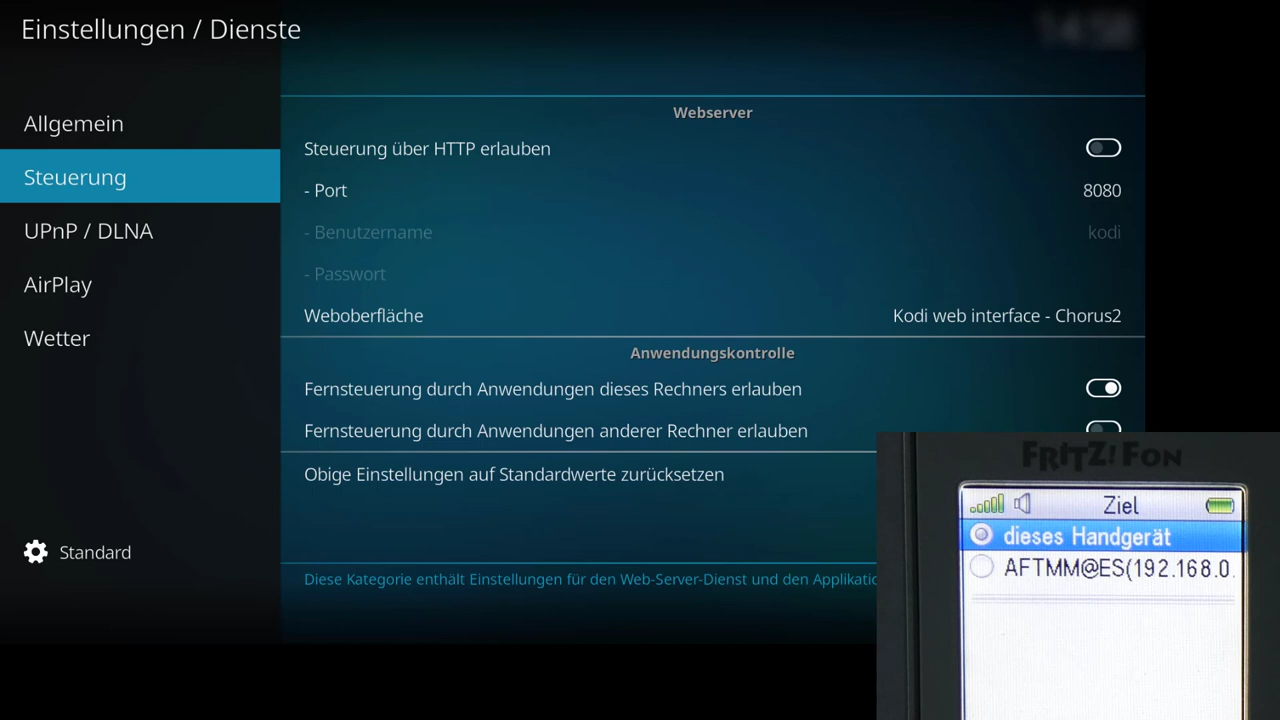 Einstellungen / Dienste
14:58
Allgemein
Steuerung
UPnP / DLNA
AirPlay
Wetter
Standard
Webserver
Steuerung über HTTP erlauben
- Port 8080
- Benutzername kodi
- Passwort
Weboberfläche Kodi web interface - Chorus2
Anwendungskontrolle
Fernsteuerung durch Anwendungen dieses Rechners erlauben
Fernsteuerung durch Anwendungen anderer Rechner erlauben
Obige Einstellungen auf Standardwerte zurücksetzen
Diese Kategorie enthält Einstellungen für den Web-Server-Dienst und den Applikatio
FRITZ! FON
Ziel
dieses Handgerät
AFTMM@ES(192.168.0.